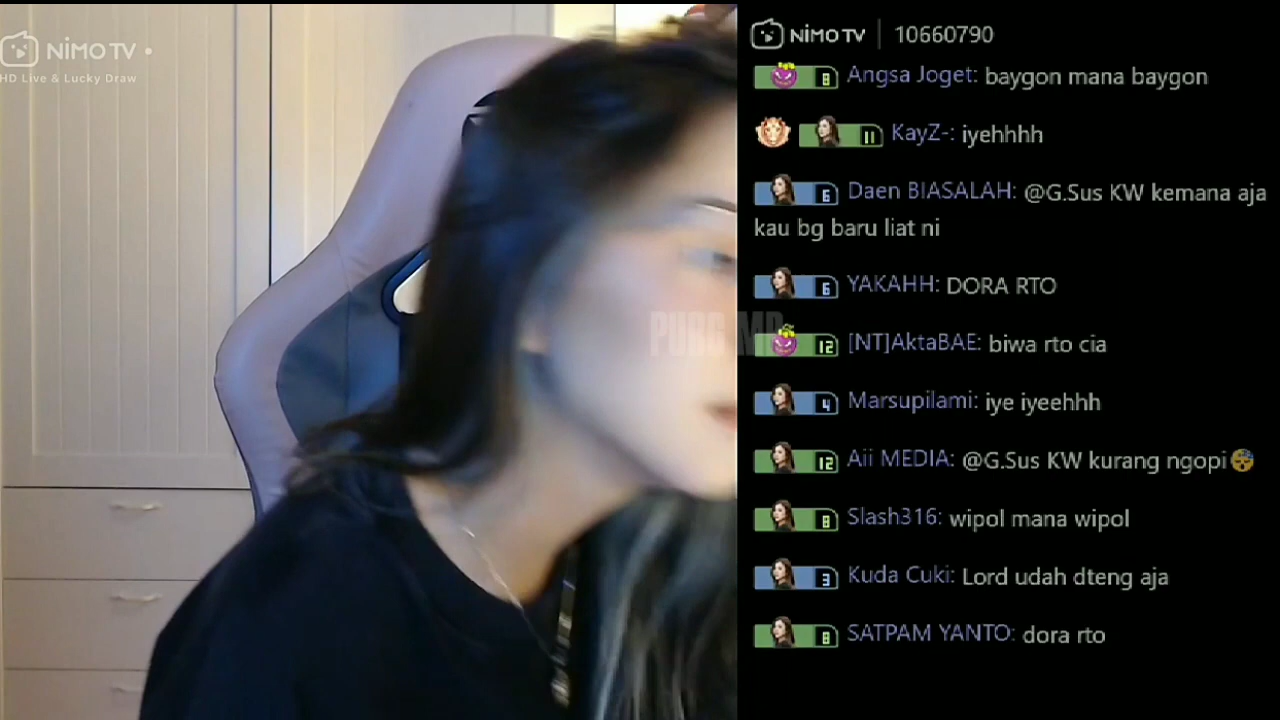 NIMO TV
HD Live & Lucky Draw
NIMO TV | 10660790
8 Angsa Joget: baygon mana baygon
11 KayZ-: iyehhhh
6 Daen BIASALAH: @G.Sus KW kemana aja
kau bg baru liat ni
6 YAKAHH: DORA RTO
PUBG MB
12 [NT]AktaBAE: biwa rto cia
4 Marsupilami: iye iyeehhh
12 Aii MEDIA: @G.Sus KW kurang ngopi😴
8 Slash316: wipol mana wipol
3 Kuda Cuki: Lord udah dteng aja
8 SATPAM YANTO: dora rto